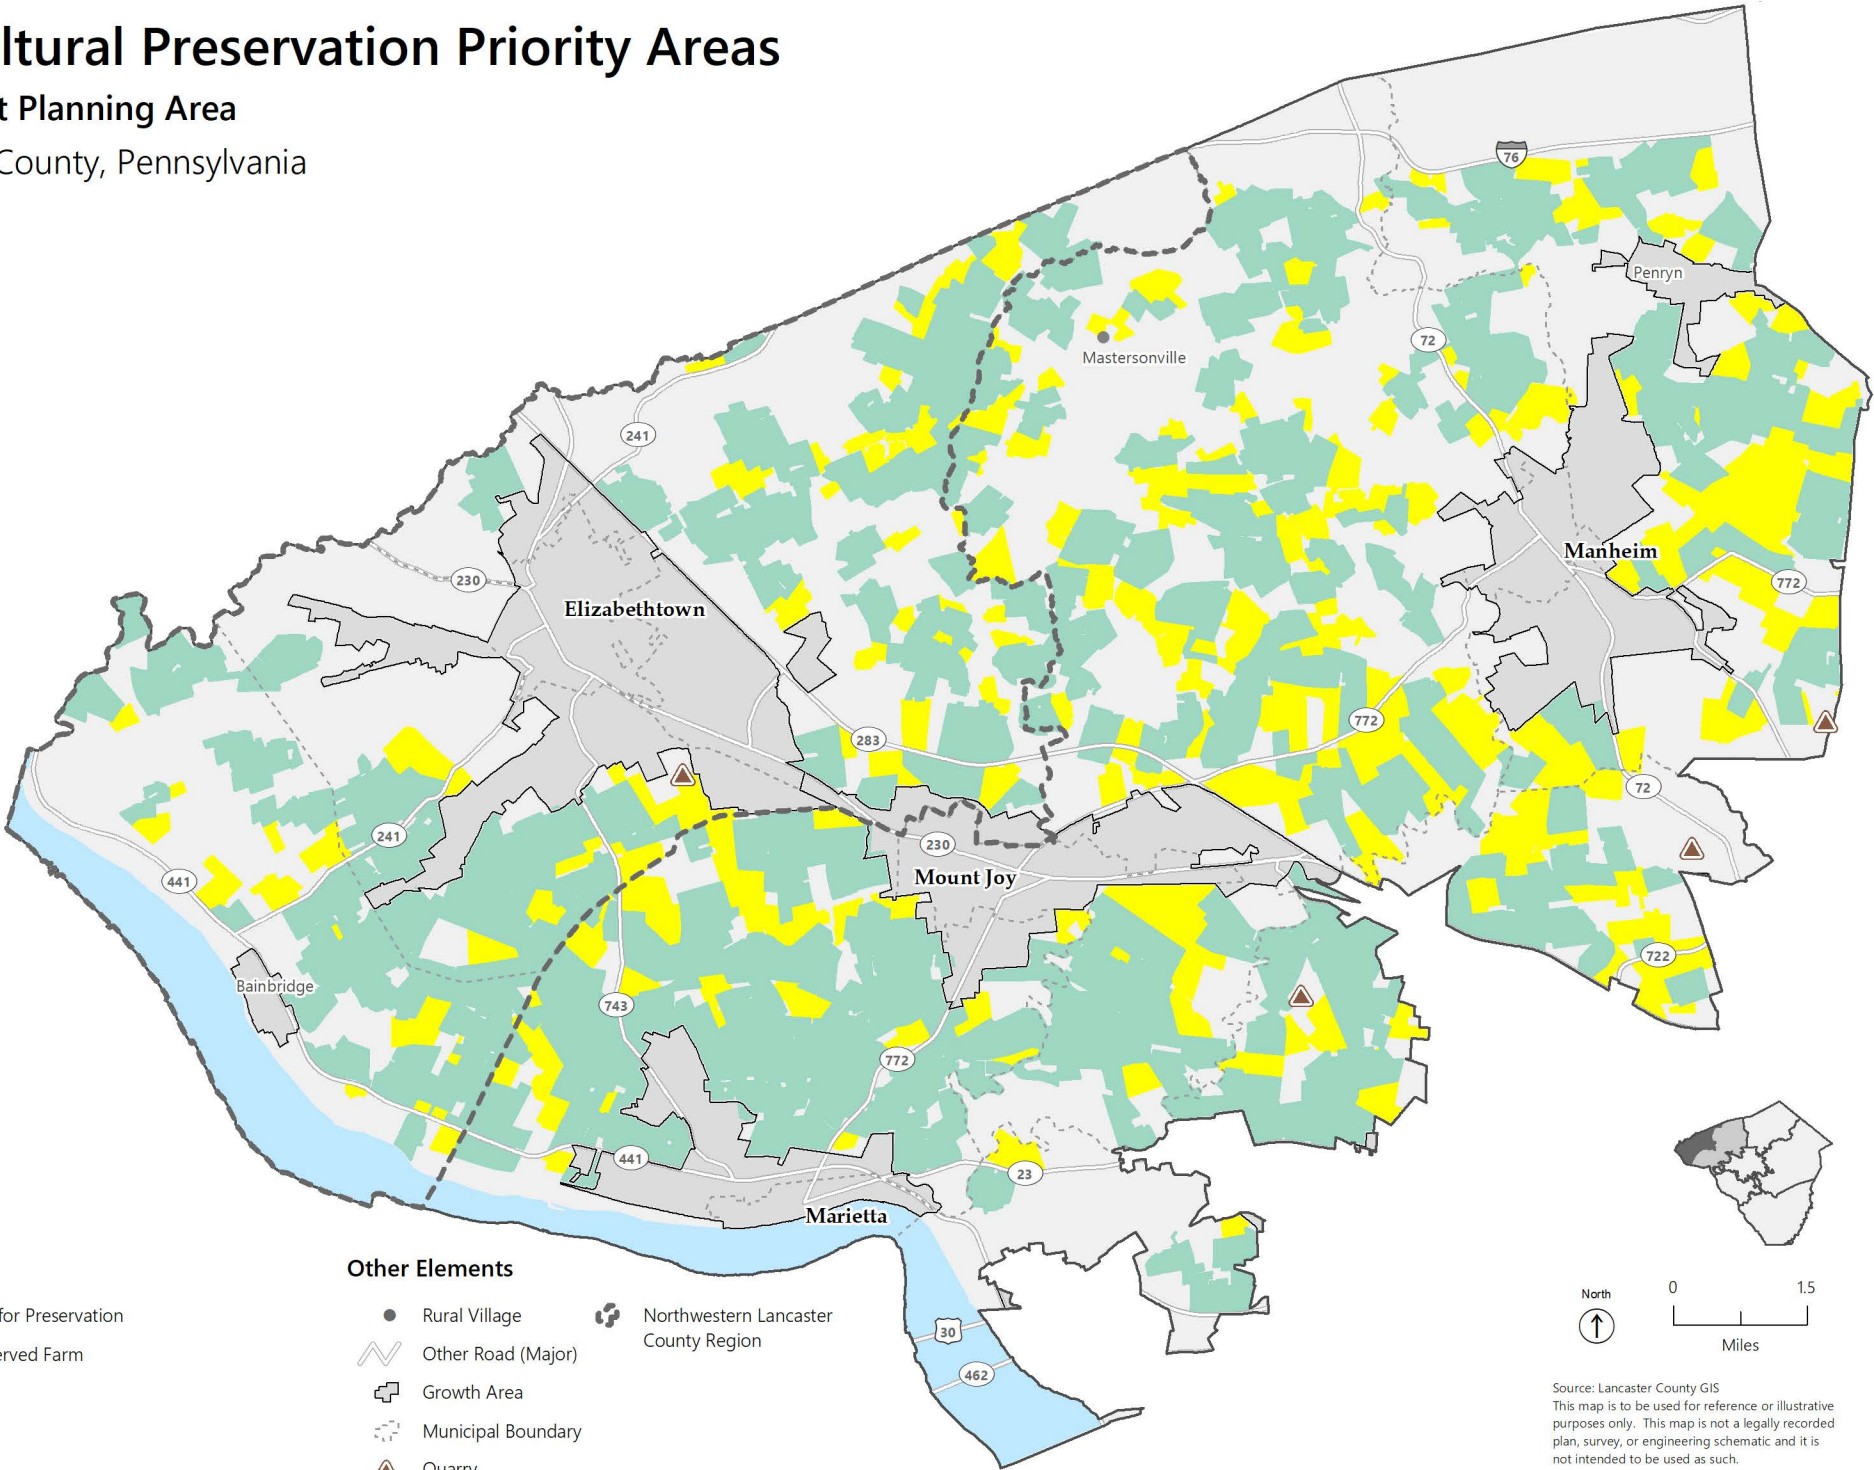 ltural Preservation Priority Areas
t Planning Area
County, Pennsylvania
76
Penryn
72
Mastersonville
241
Manheim
230
772
Elizabethtown
772
283
72
241
230
441
Mount Joy
722
Bainbridge
743
772
441
23
Marietta
30
462
Other Elements
for Preservation
erved Farm
Rural Village
Other Road (Major)
Growth Area
Municipal Boundary
Quarry
Northwestern Lancaster
County Region
North
0 1.5
Miles
Source: Lancaster County GIS
This map is to be used for reference or illustrative
purposes only. This map is not a legally recorded
plan, survey, or engineering schematic and it is
not intended to be used as such.